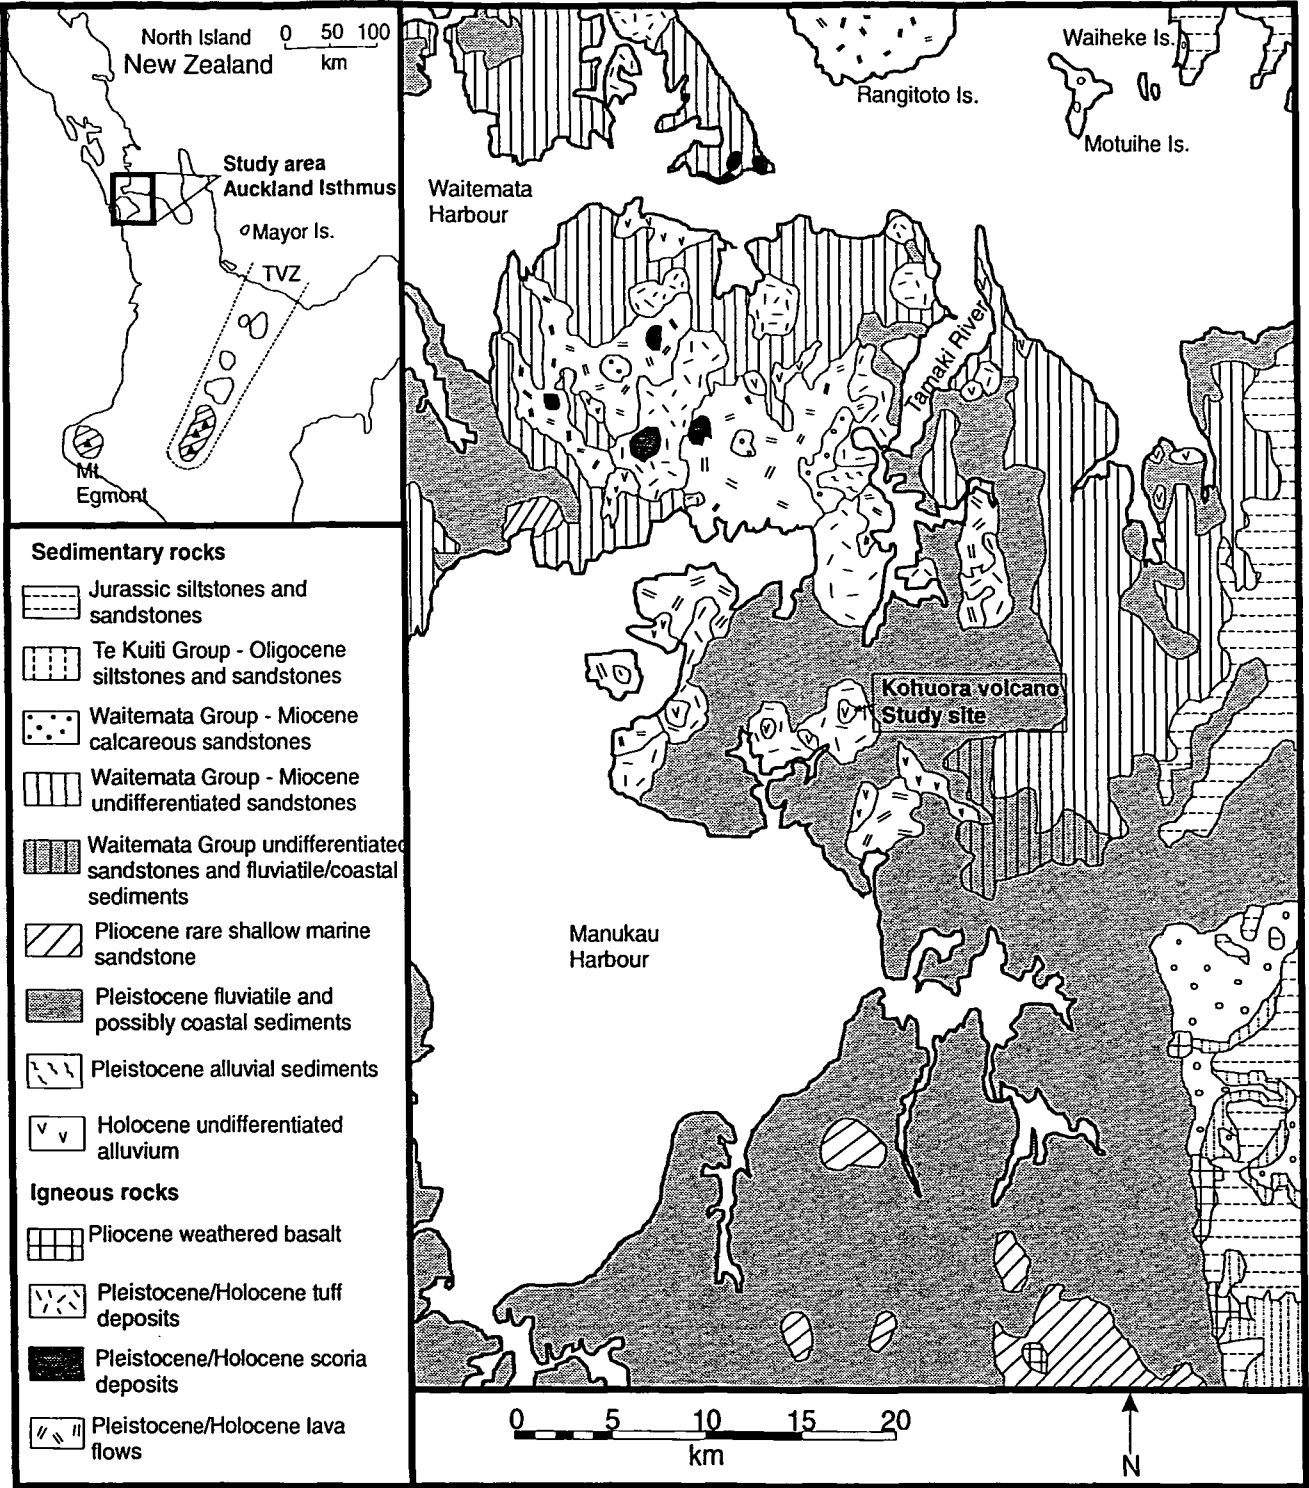 North Island
New Zealand
0 50 100
km
Study area
Auckland Isthmus
Mayor Is.
TVZ
Mt
Egmont
Sedimentary rocks
Jurassic siltstones and
sandstones
Te Kuiti Group - Oligocene
siltstones and sandstones
Waitemata Group - Miocene
calcareous sandstones
Waitemata Group - Miocene
undifferentiated sandstones
Waitemata Group undifferentiated
sandstones and fluviatile/coastal
sediments
Pliocene rare shallow marine
sandstone
Pleistocene fluviatile and
possibly coastal sediments
Pleistocene alluvial sediments
Holocene undifferentiated
alluvium
Igneous rocks
Pliocene weathered basalt
Pleistocene/Holocene tuff
deposits
Pleistocene/Holocene scoria
deposits
Pleistocene/Holocene lava
flows
Waiheke Is.
Rangitoto Is.
Motuihe Is.
Waitemata
Harbour
Tamaki River
Kohuora volcano
Study site
Manukau
Harbour
0 5 10 15 20
km
N